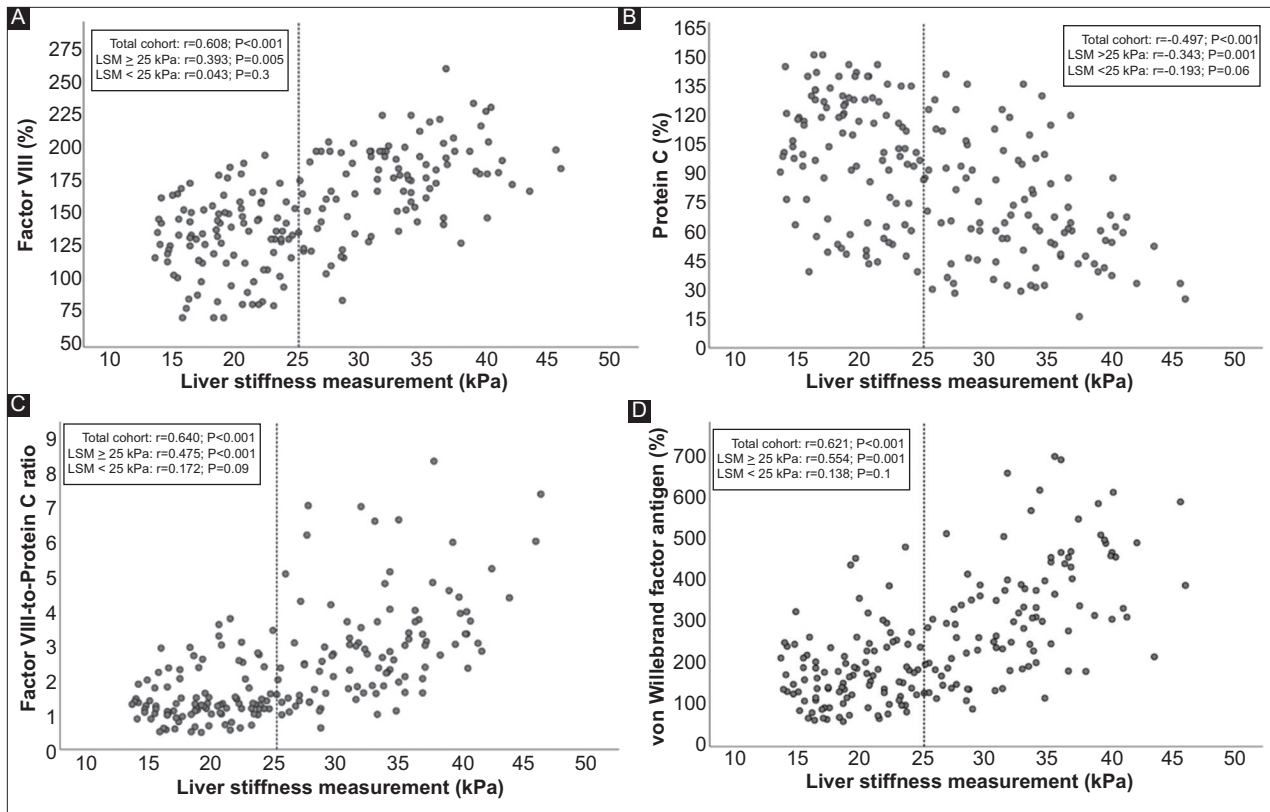 A
Total cohort: r=0.608; P<0.001
LSM ≥ 25 kPa: r=0.393; P=0.005
LSM < 25 kPa: r=0.043; P=0.3
Factor VIII (%)
275
250
225
200
175
150
125
100
75
50
10 15 20 25 30 35 40 45 50
Liver stiffness measurement (kPa)
B
Total cohort: r=-0.497; P<0.001
LSM >25 kPa: r=-0.343; P=0.001
LSM <25 kPa: r=-0.193; P=0.06
Protein C (%)
165
150
135
120
105
90
75
60
45
30
15
0
10 15 20 25 30 35 40 45 50
Liver stiffness measurement (kPa)
C
Total cohort: r=0.640; P<0.001
LSM ≥ 25 kPa: r=0.475; P<0.001
LSM < 25 kPa: r=0.172; P=0.09
Factor VIII-to-Protein C ratio
9
8
7
6
5
4
3
2
1
0
10 15 20 25 30 35 40 45 50
Liver stiffness measurement (kPa)
D
Total cohort: r=0.621; P<0.001
LSM ≥ 25 kPa: r=0.554; P=0.001
LSM < 25 kPa: r=0.138; P=0.1
von Willebrand factor antigen (%)
700
600
500
400
300
200
100
0
10 15 20 25 30 35 40 45 50
Liver stiffness measurement (kPa)